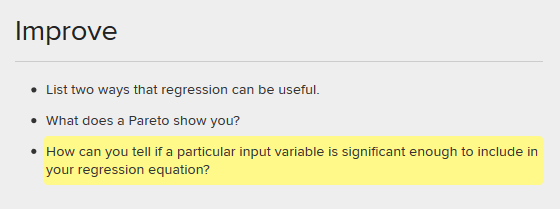 Improve
• List two ways that regression can be useful.
• What does a Pareto show you?
• How can you tell if a particular input variable is significant enough to include in
your regression equation?